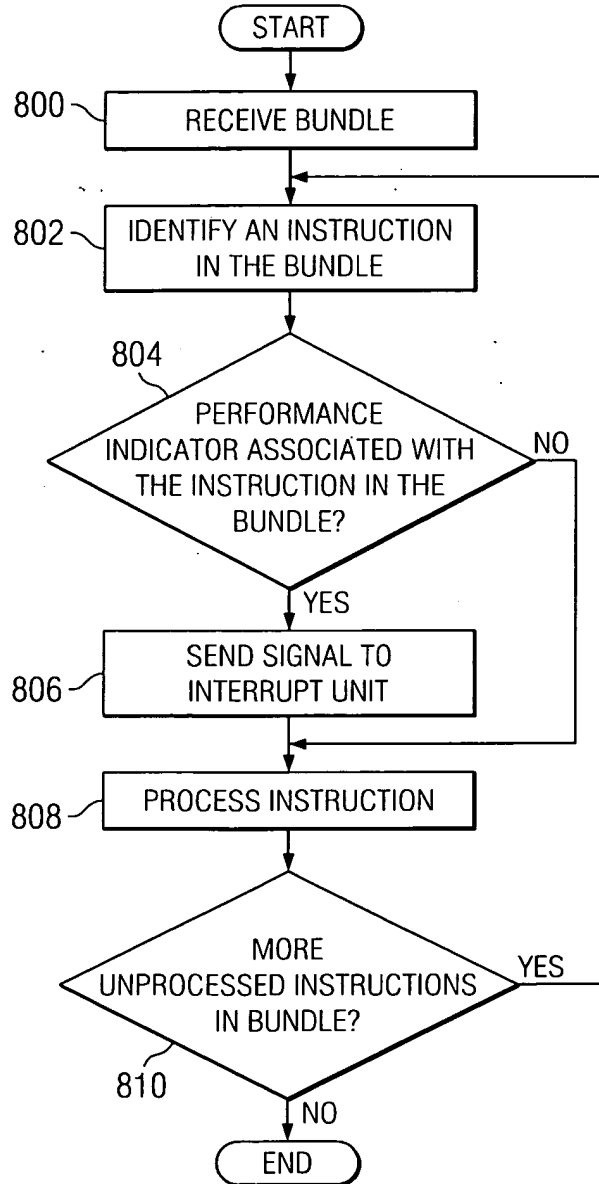 START
800
RECEIVE BUNDLE
802
IDENTIFY AN INSTRUCTION
IN THE BUNDLE
804
PERFORMANCE
INDICATOR ASSOCIATED WITH
THE INSTRUCTION IN THE
BUNDLE?
NO
YES
806
SEND SIGNAL TO
INTERRUPT UNIT
808
PROCESS INSTRUCTION
MORE
UNPROCESSED INSTRUCTIONS
IN BUNDLE?
YES
810
NO
END